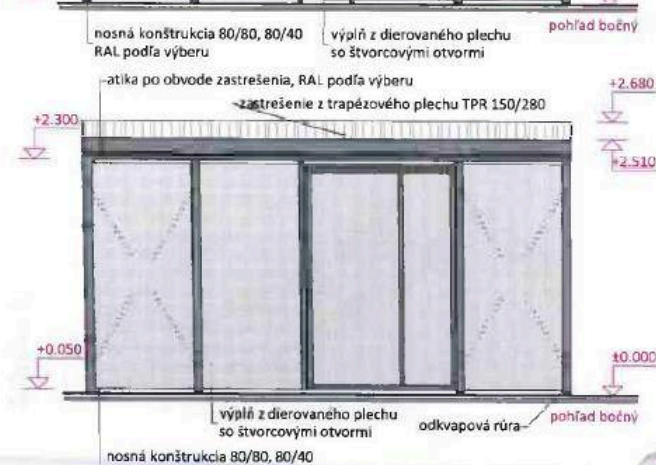 nosná konštrukcia 80/80, 80/40
RAL podľa výberu
výplň z dierovaného plechu
so štvorcovými otvormi
pohľad bočný
atika po obvode zastrešenia, RAL podľa výberu
zastrešenie z trapézového plechu TPR 150/280
+2.680
+2.300
+2.510
+0.050
±0.000
výplň z dierovaného plechu
so štvorcovými otvormi
odkvapová rúra
pohľad bočný
nosná konštrukcia 80/80, 80/40